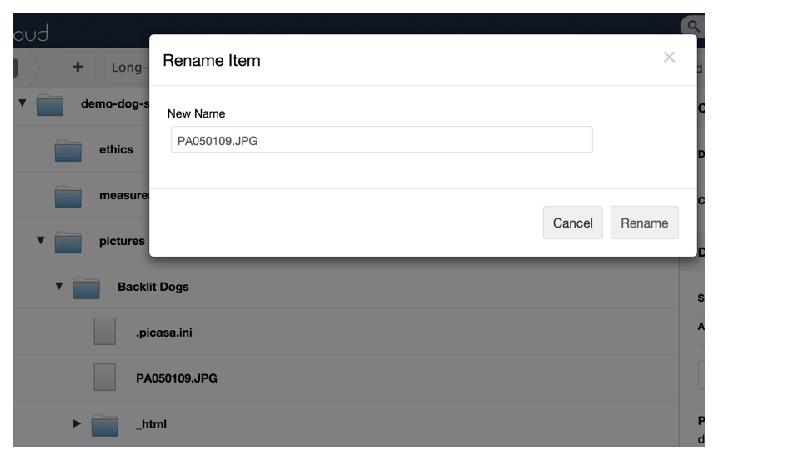 oud
Rename Item
+
Long-
New Name
PA050109.JPG
demo-dog-s
ethics
measure
Cancel
Rename
pictures
Backlit Dogs
.picasa.ini
PA050109.JPG
_html